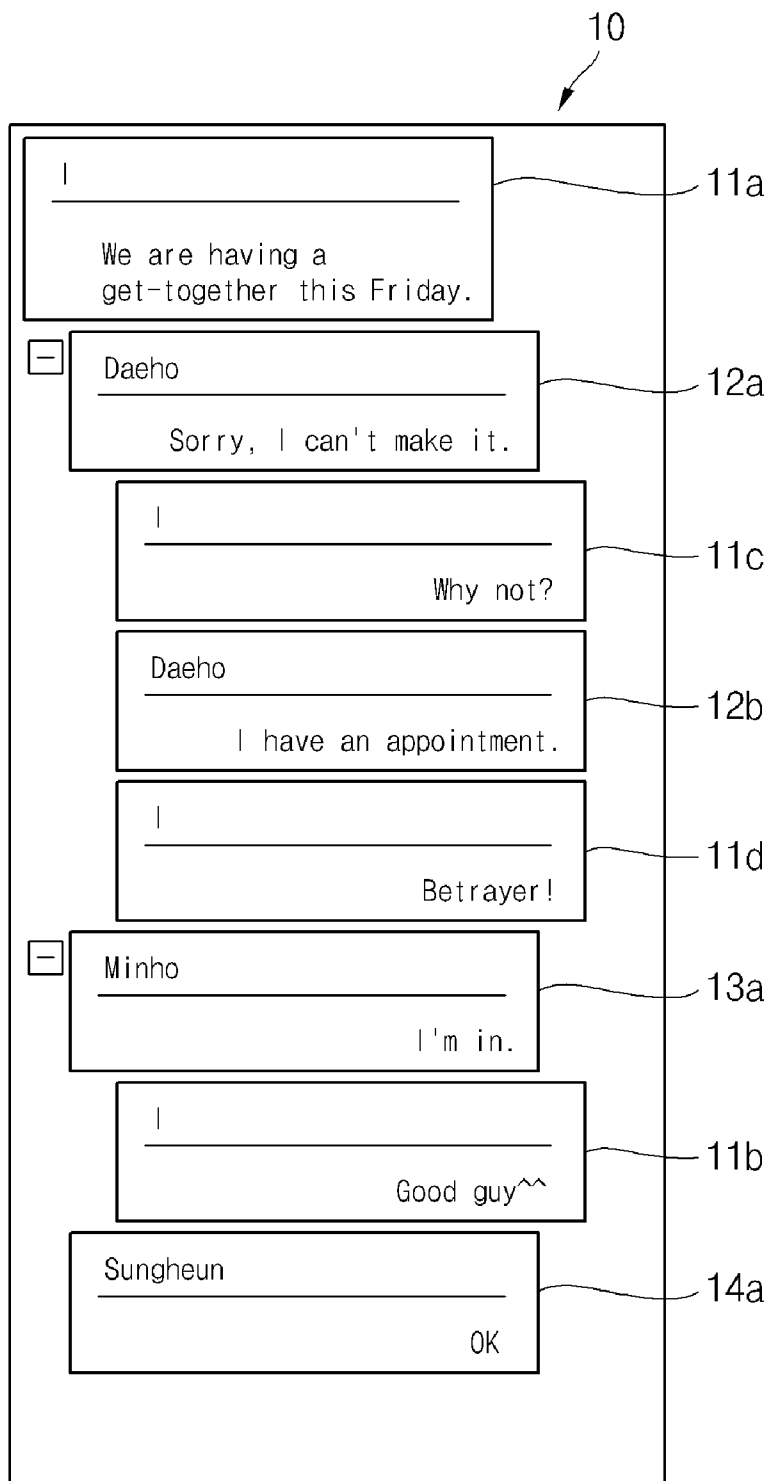 10
I
11a
We are having a
get-together this Friday.
−
Daeho
12a
Sorry, I can't make it.
I
11c
Why not?
Daeho
12b
I have an appointment.
I
11d
Betrayer!
−
Minho
13a
I'm in.
I
11b
Good guy^^
Sungheun
14a
OK